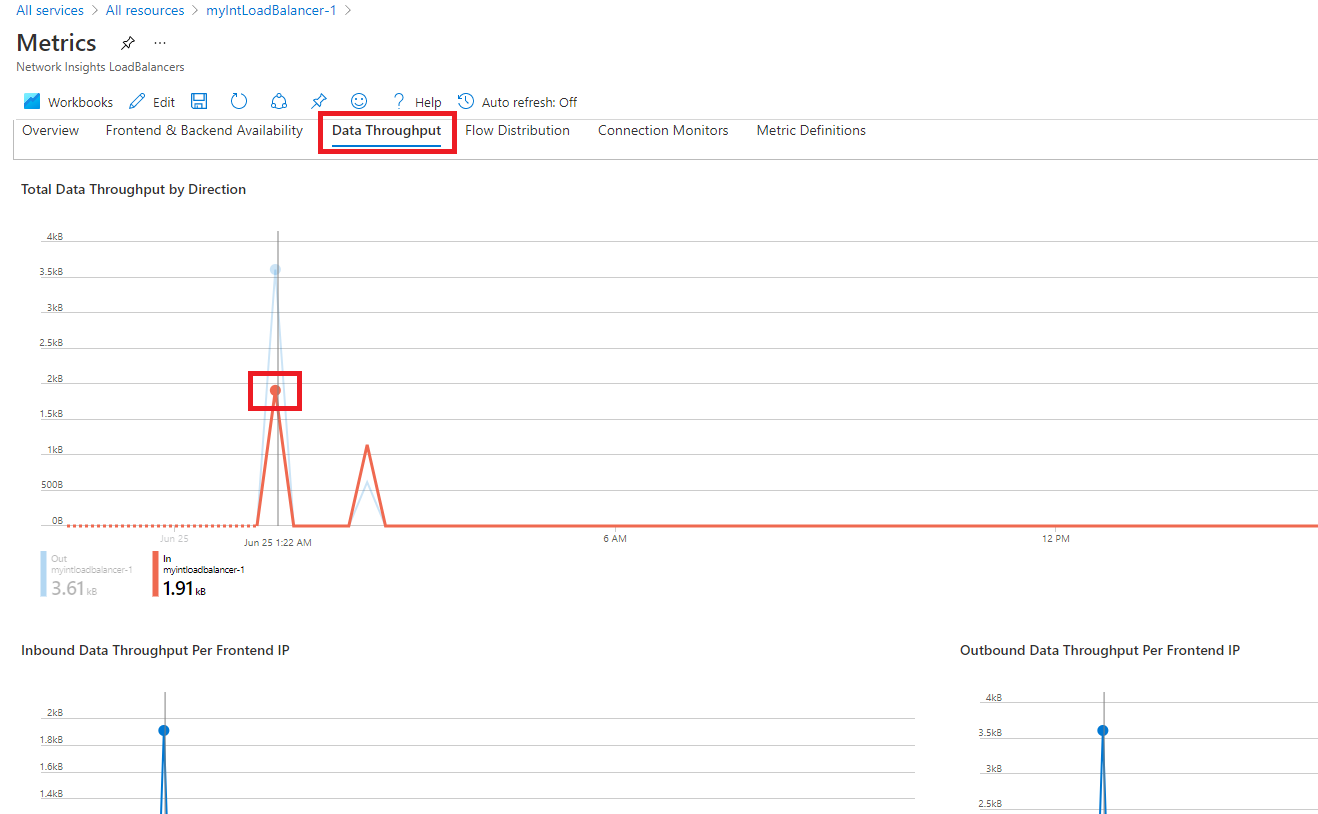 All services > All resources > myIntLoadBalancer-1 >
Metrics ...
Network Insights LoadBalancers
Workbooks Edit ? Help Auto refresh: Off
Overview Frontend & Backend Availability Data Throughput Flow Distribution Connection Monitors Metric Definitions
Total Data Throughput by Direction
4kB
3.5kB
3kB
2.5kB
2kB
1.5kB
1kB
500B
0B
Jun 25 Jun 25 1:22 AM 6 AM 12 PM
Out
myintloadbalancer-1
3.61 kB
In
myintloadbalancer-1
1.91 kB
Inbound Data Throughput Per Frontend IP
2kB
1.8kB
1.6kB
1.4kB
Outbound Data Throughput Per Frontend IP
4kB
3.5kB
3kB
2.5kB